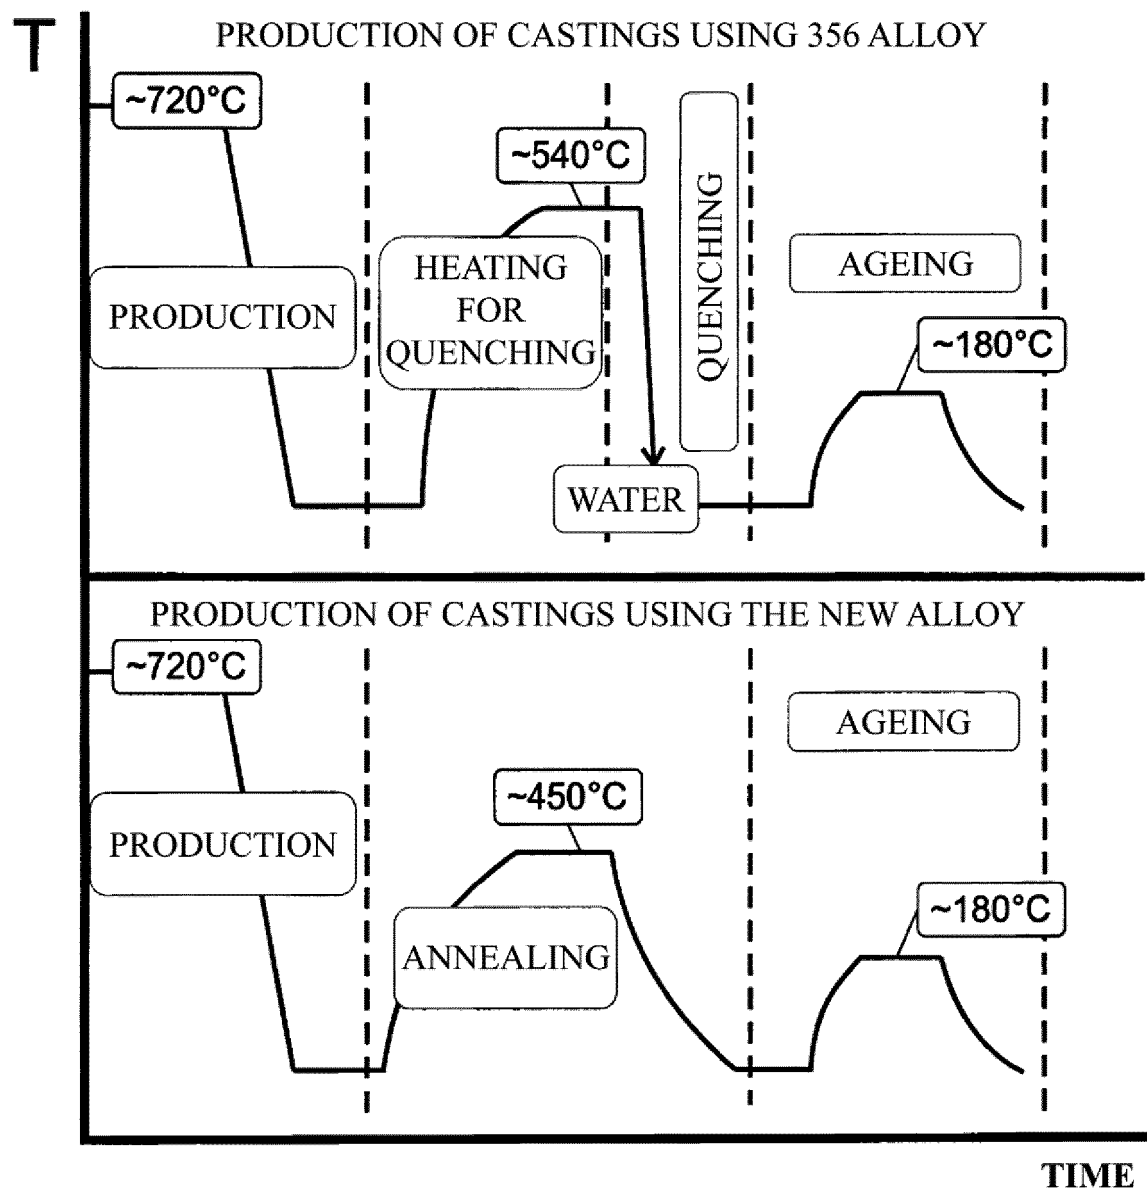 T
PRODUCTION OF CASTINGS USING 356 ALLOY
~720°C
~540°C
QUENCHING
HEATING
FOR
QUENCHING
AGEING
PRODUCTION
~180°C
WATER
PRODUCTION OF CASTINGS USING THE NEW ALLOY
~720°C
AGEING
~450°C
PRODUCTION
~180°C
ANNEALING
TIME